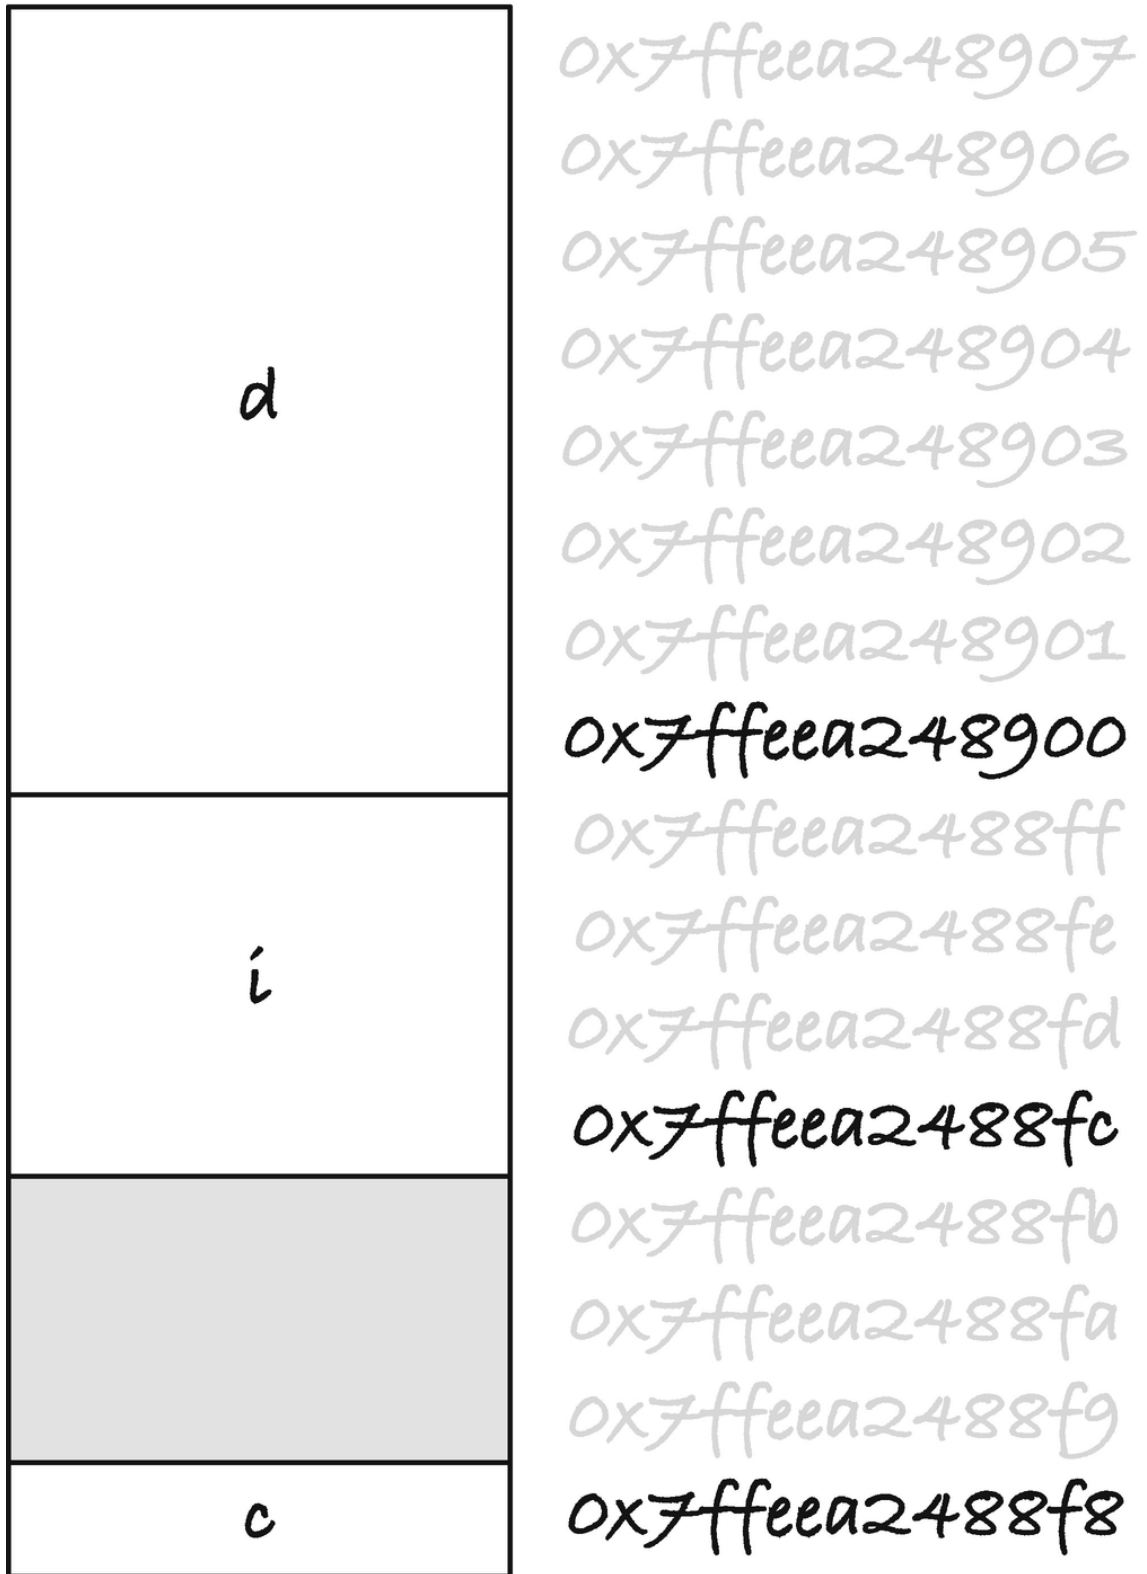 0x7ffeea248907
0x7ffeea248906
0x7ffeea248905
d
0x7ffeea248904
0x7ffeea248903
0x7ffeea248902
0x7ffeea248901
0x7ffeea248900
0x7ffeea2488ff
0x7ffeea2488fe
i
0x7ffeea2488fd
0x7ffeea2488fc
0x7ffeea2488fb
0x7ffeea2488fa
0x7ffeea2488f9
c
0x7ffeea2488f8